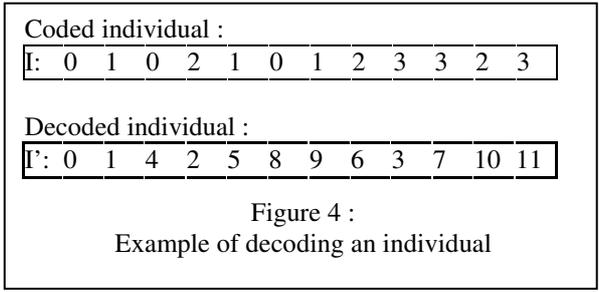 Coded individual :
I: 0 1 0 2 1 0 1 2 3 3 2 3
Decoded individual :
I’: 0 1 4 2 5 8 9 6 3 7 10 11
Figure 4 :
Example of decoding an individual